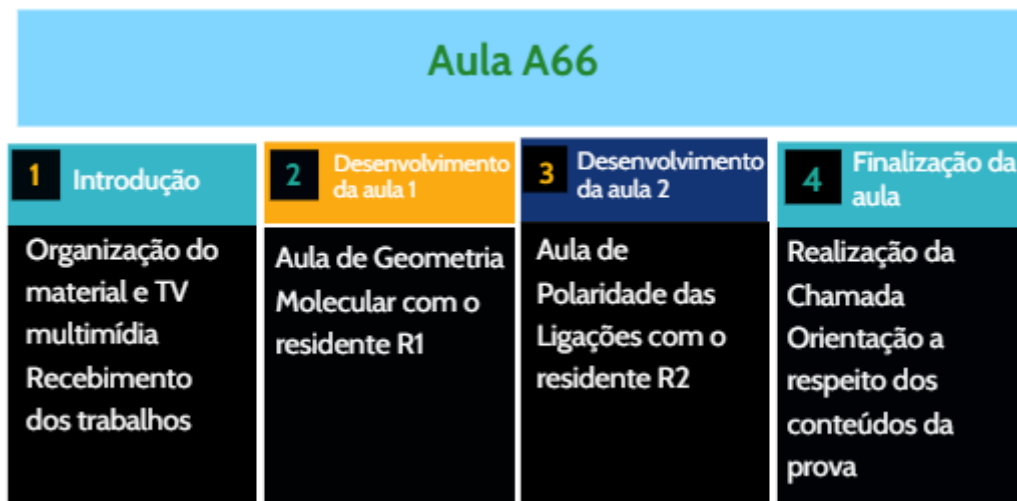 Aula A66
1
Introdução
Organização do
material e TV
multimídia
Recebimento
dos trabalhos
2
Desenvolvimento
da aula 1
Aula de Geometria
Molecular com o
residente R1
3
Desenvolvimento
da aula 2
Aula de
Polaridade das
Ligações com o
residente R2
4
Finalização da
aula
Realização da
Chamada
Orientação a
respeito dos
conteúdos da
prova